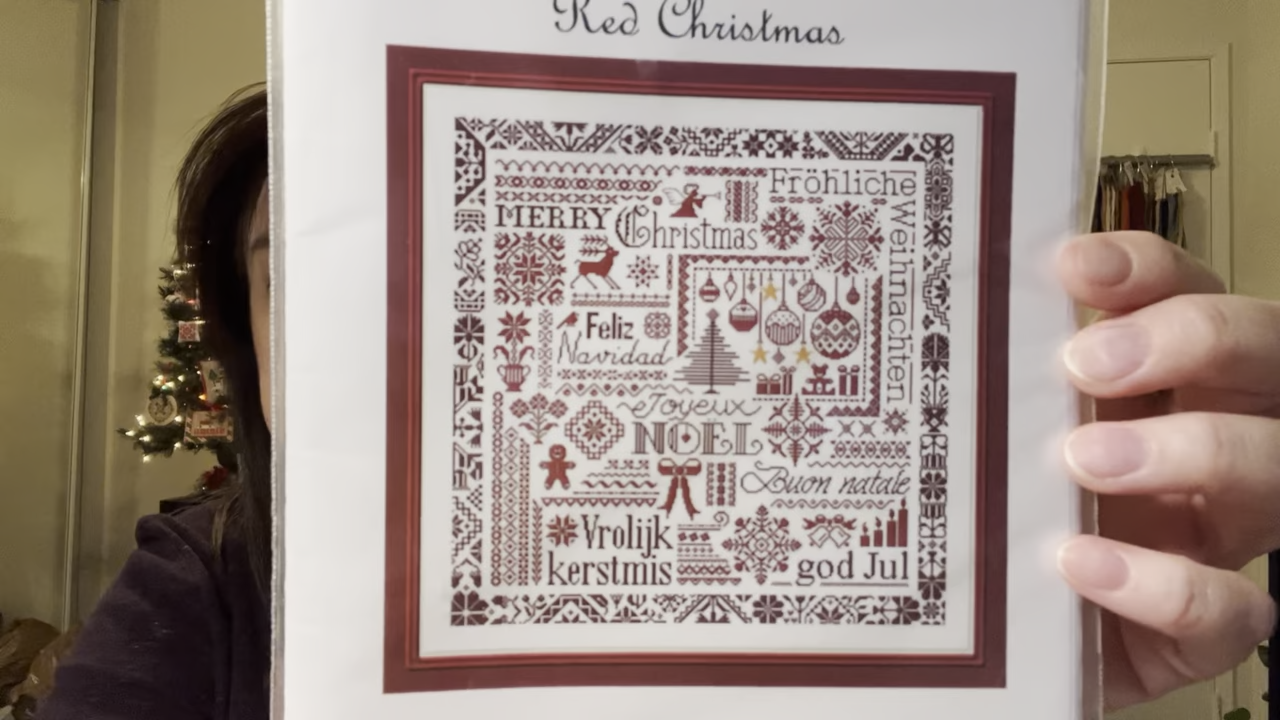 Red Christmas
Fröhliche
Weihnachten
MERRY Christmas
Feliz
Navidad
Joyeux
NOEL
Buon natale
Vrolijk
kerstmis
god Jul